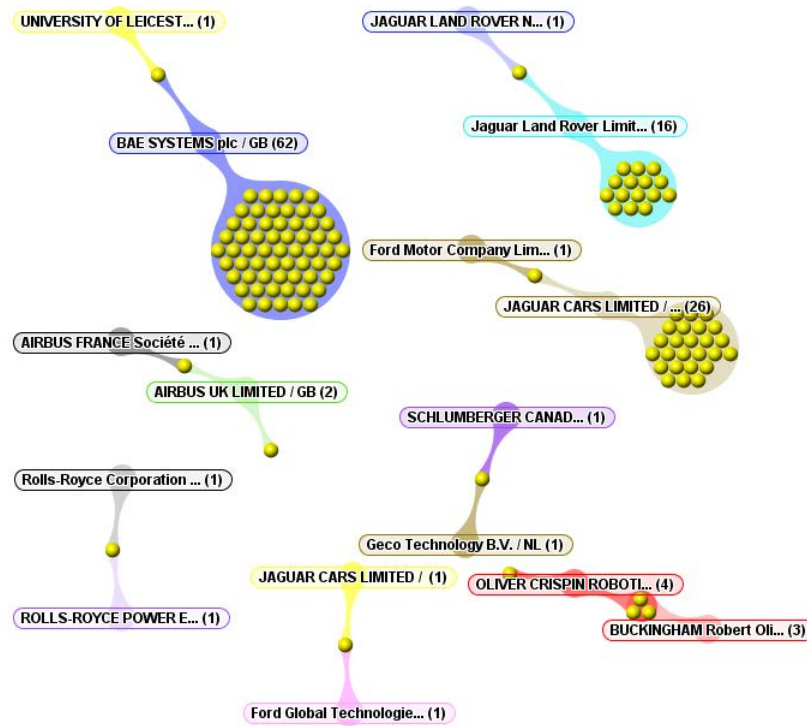 UNIVERSITY OF LEICEST... (1)
JAGUAR LAND ROVER N... (1)
BAE SYSTEMS plc / GB (62)
Jaguar Land Rover Limit... (16)
Ford Motor Company Lim... (1)
JAGUAR CARS LIMITED / ... (26)
AIRBUS FRANCE Société ... (1)
AIRBUS UK LIMITED / GB (2)
SCHLUMBERGER CANAD... (1)
Rolls-Royce Corporation ... (1)
Geco Technology B.V. / NL (1)
JAGUAR CARS LIMITED / (1)
OLIVER CRISPIN ROBOTI... (4)
ROLLS-ROYCE POWER E... (1)
BUCKINGHAM Robert Oli... (3)
Ford Global Technologie... (1)